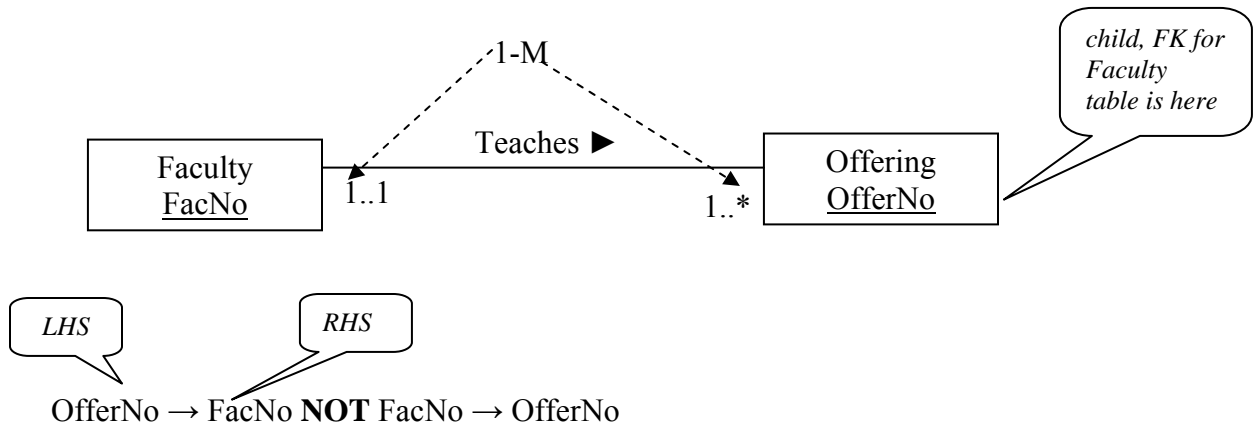 1-M
child, FK for
Faculty
table is here
Teaches ►
Faculty
FacNo
1..1
1..*
Offering
OfferNo
LHS
RHS
OfferNo → FacNo NOT FacNo → OfferNo